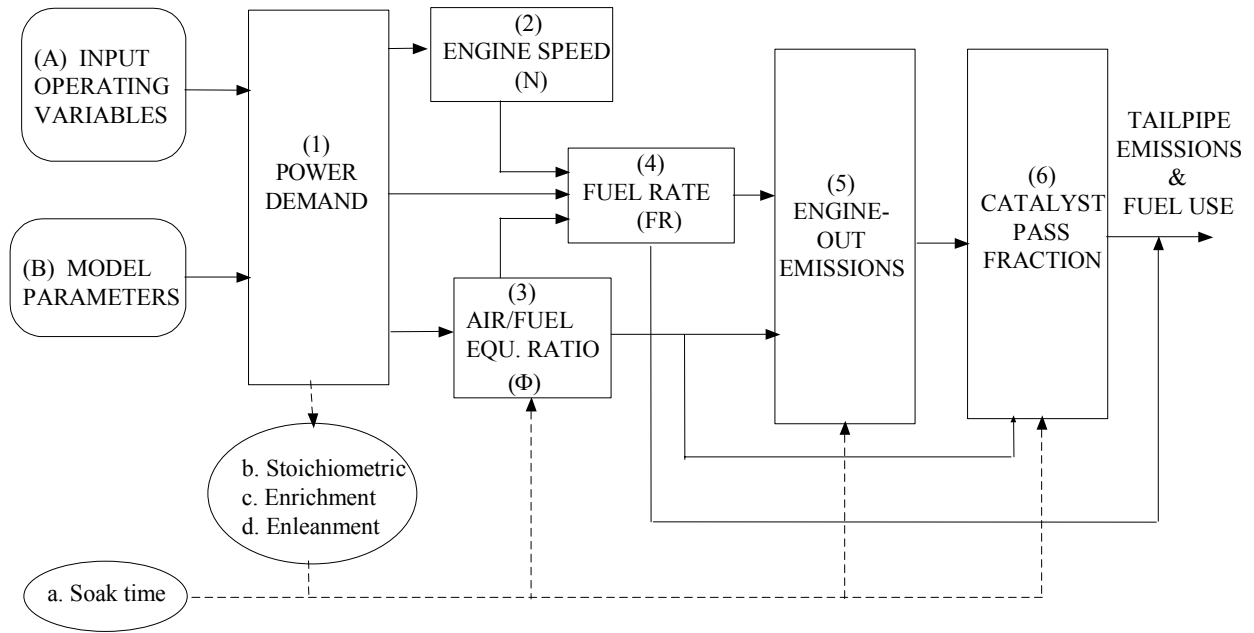 (A) INPUT
OPERATING
VARIABLES
(B) MODEL
PARAMETERS
(1)
POWER
DEMAND
(2)
ENGINE SPEED
(N)
(4)
FUEL RATE
(FR)
(3)
AIR/FUEL
EQU. RATIO
(Φ)
(5)
ENGINE-
OUT
EMISSIONS
(6)
CATALYST
PASS
FRACTION
TAILPIPE
EMISSIONS
&
FUEL USE
b. Stoichiometric
c. Enrichment
d. Enleanment
a. Soak time